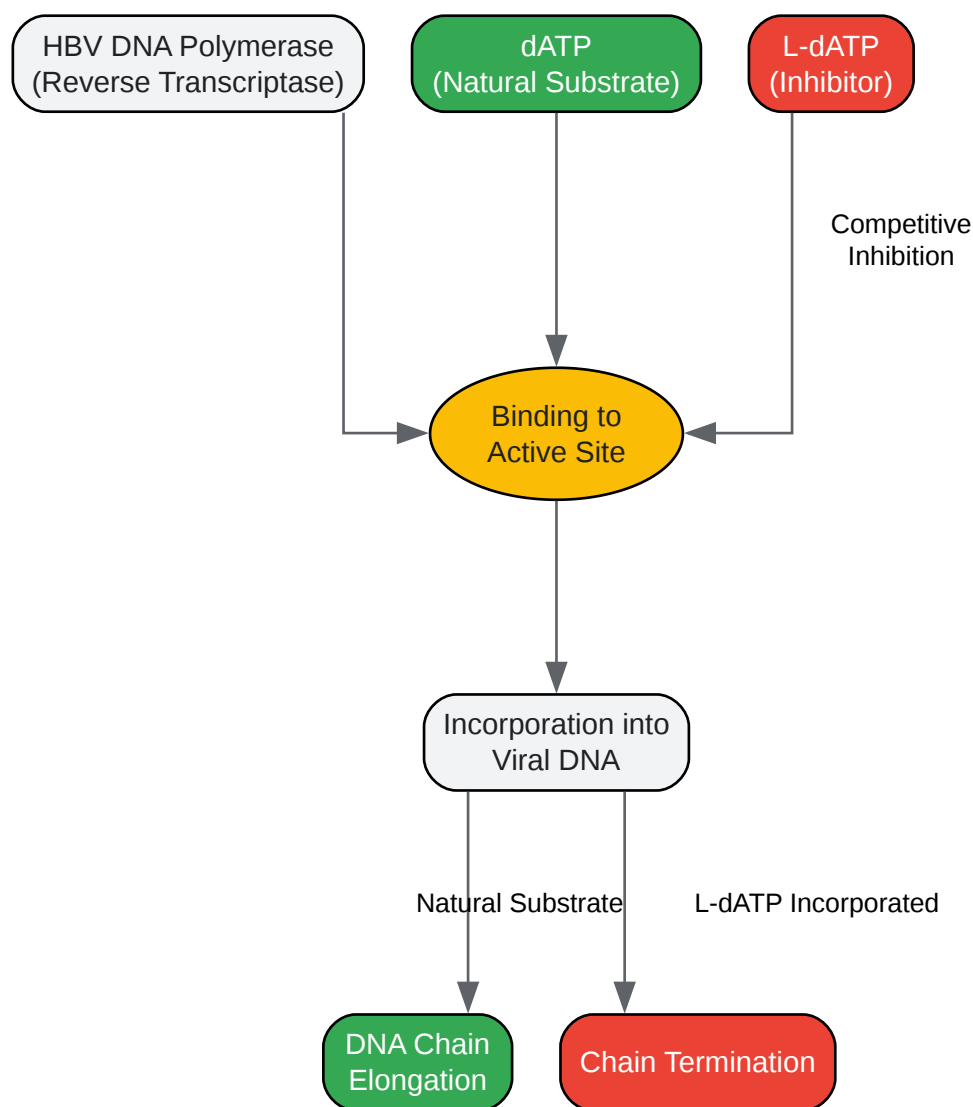 HBV DNA Polymerase
(Reverse Transcriptase)
dATP
(Natural Substrate)
L-dATP
(Inhibitor)
Competitive
Inhibition
Binding to
Active Site
Incorporation into
Viral DNA
Natural Substrate
L-dATP Incorporated
DNA Chain
Elongation
Chain Termination